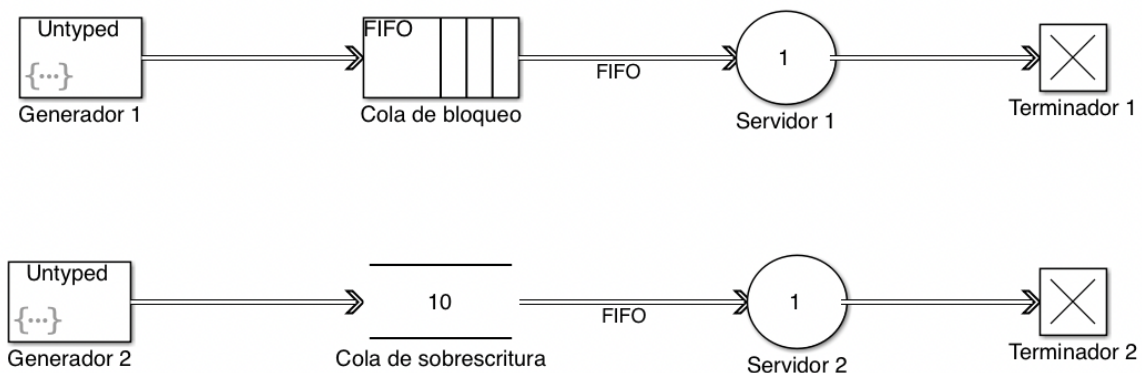 Untyped
{...}
Generador 1
FIFO
Cola de bloqueo
FIFO
1
Servidor 1
Terminador 1
Untyped
{...}
Generador 2
10
Cola de sobrescritura
FIFO
1
Servidor 2
Terminador 2